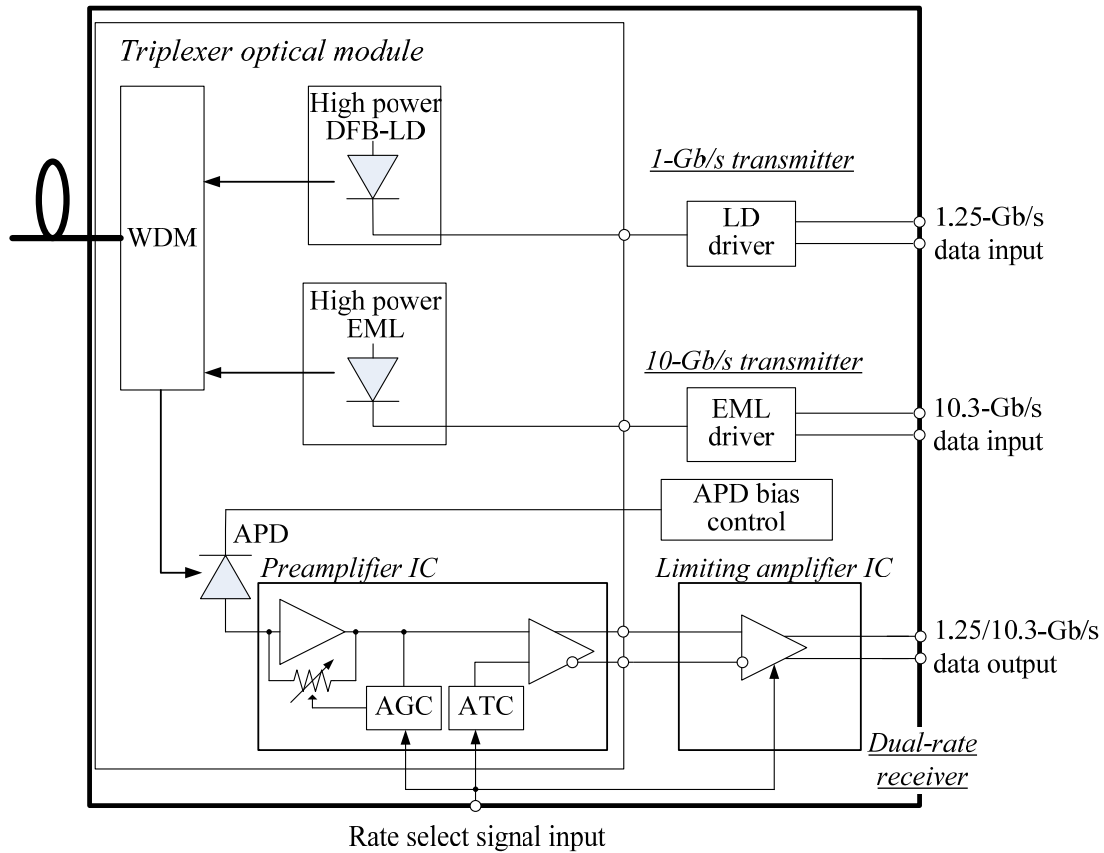 Triplexer optical module
High power
DFB-LD
1-Gb/s transmitter
WDM
LD
driver
1.25-Gb/s
data input
High power
EML
10-Gb/s transmitter
EML
driver
10.3-Gb/s
data input
APD bias
control
APD
Preamplifier IC
Limiting amplifier IC
1.25/10.3-Gb/s
data output
AGC
ATC
Dual-rate
receiver
Rate select signal input